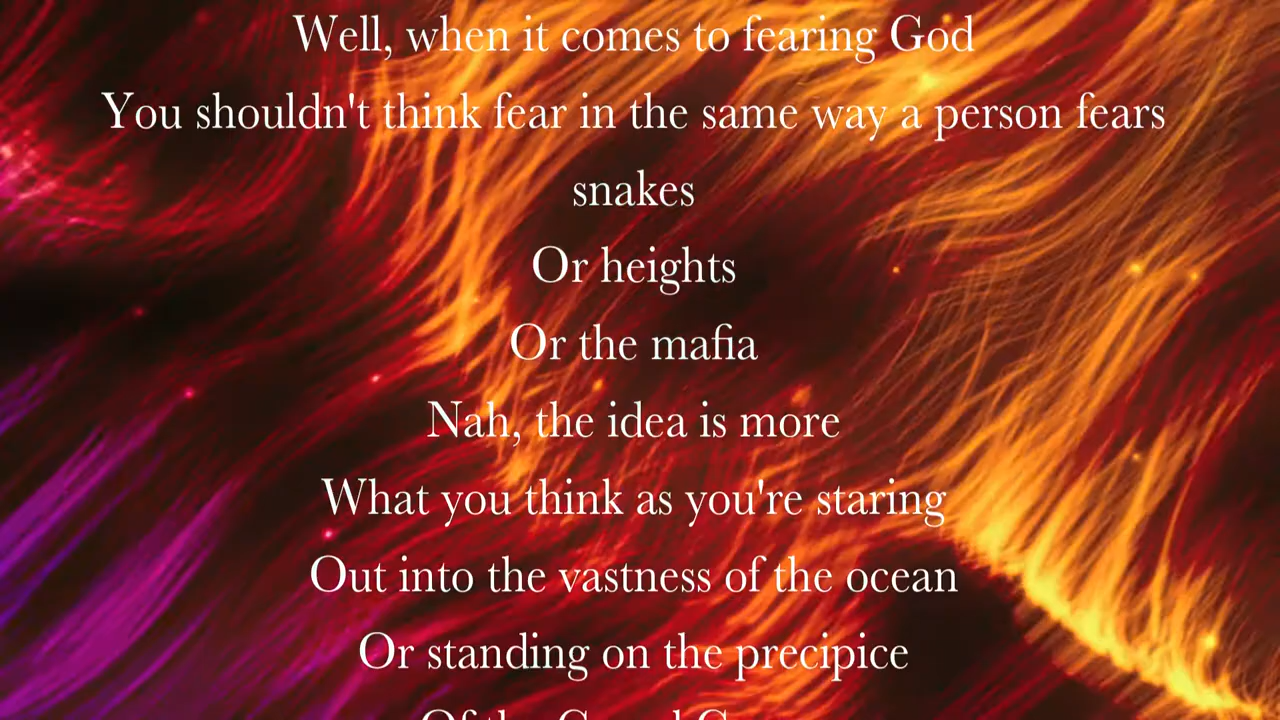 Well, when it comes to fearing God
You shouldn't think fear in the same way a person fears
snakes
Or heights
Or the mafia
Nah, the idea is more
What you think as you're staring
Out into the vastness of the ocean
Or standing on the precipice
Of the